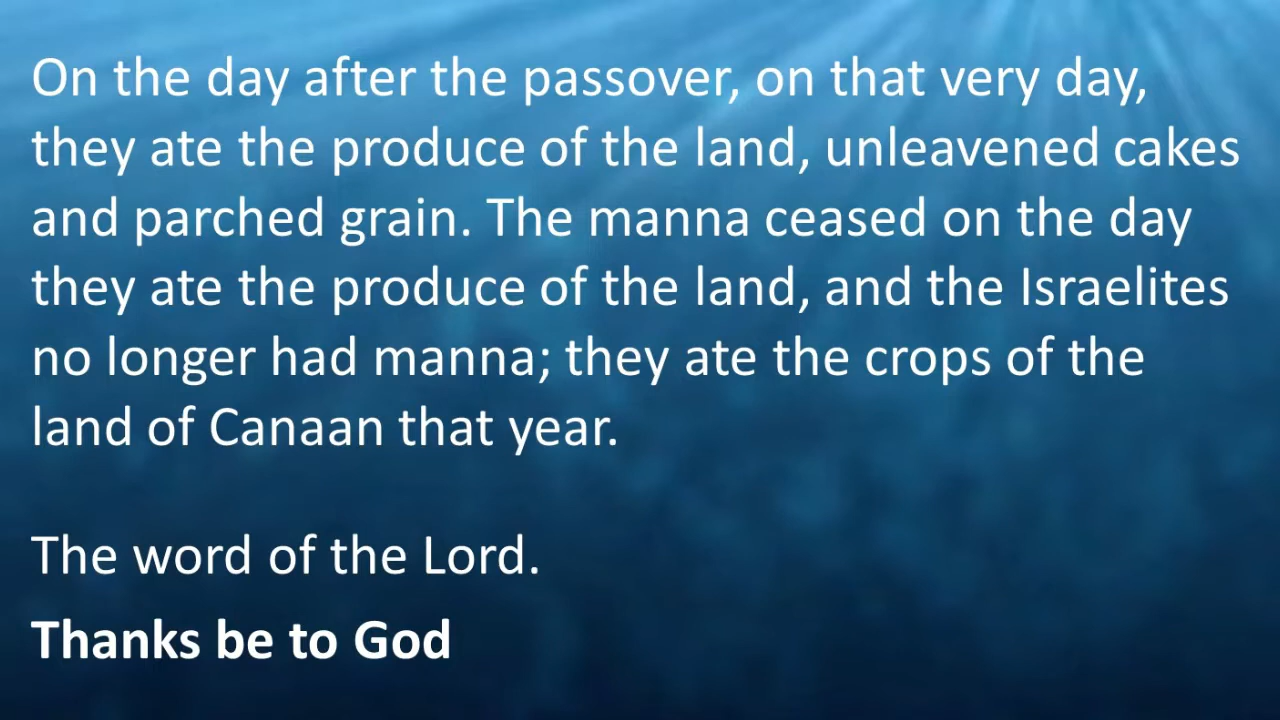 On the day after the passover, on that very day,
they ate the produce of the land, unleavened cakes
and parched grain. The manna ceased on the day
they ate the produce of the land, and the Israelites
no longer had manna; they ate the crops of the
land of Canaan that year.
The word of the Lord.
Thanks be to God